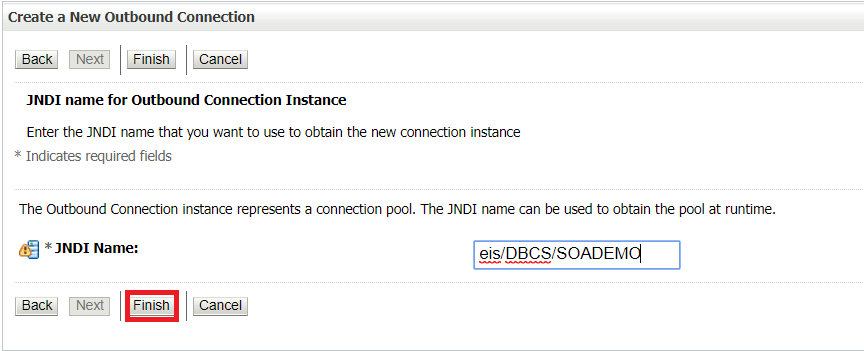 Create a New Outbound Connection
Back Next Finish Cancel
JNDI name for Outbound Connection Instance
Enter the JNDI name that you want to use to obtain the new connection instance
* Indicates required fields
The Outbound Connection instance represents a connection pool. The JNDI name can be used to obtain the pool at runtime.
* JNDI Name: eis/DBCS/SOADEMO
Back Next Finish Cancel